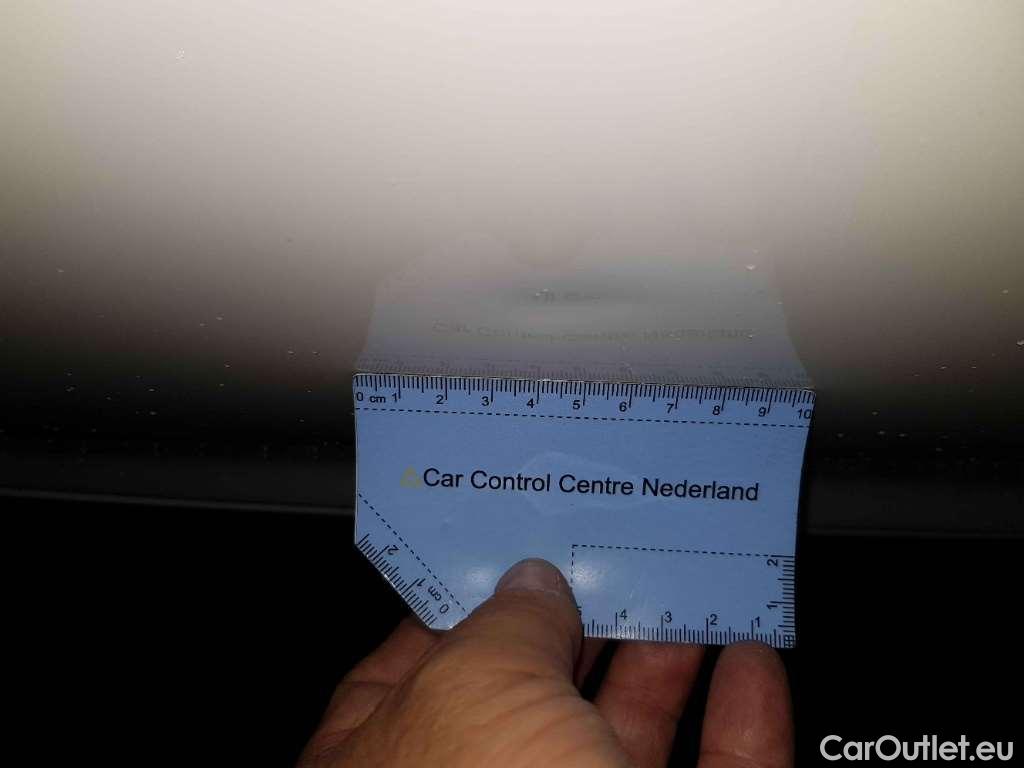 0 cm 1 2 3 4 5 6 7 8 9 10
Car Control Centre Nederland
2 1 0 cm
2
1
5 4 3 2 1
CarOutlet.eu